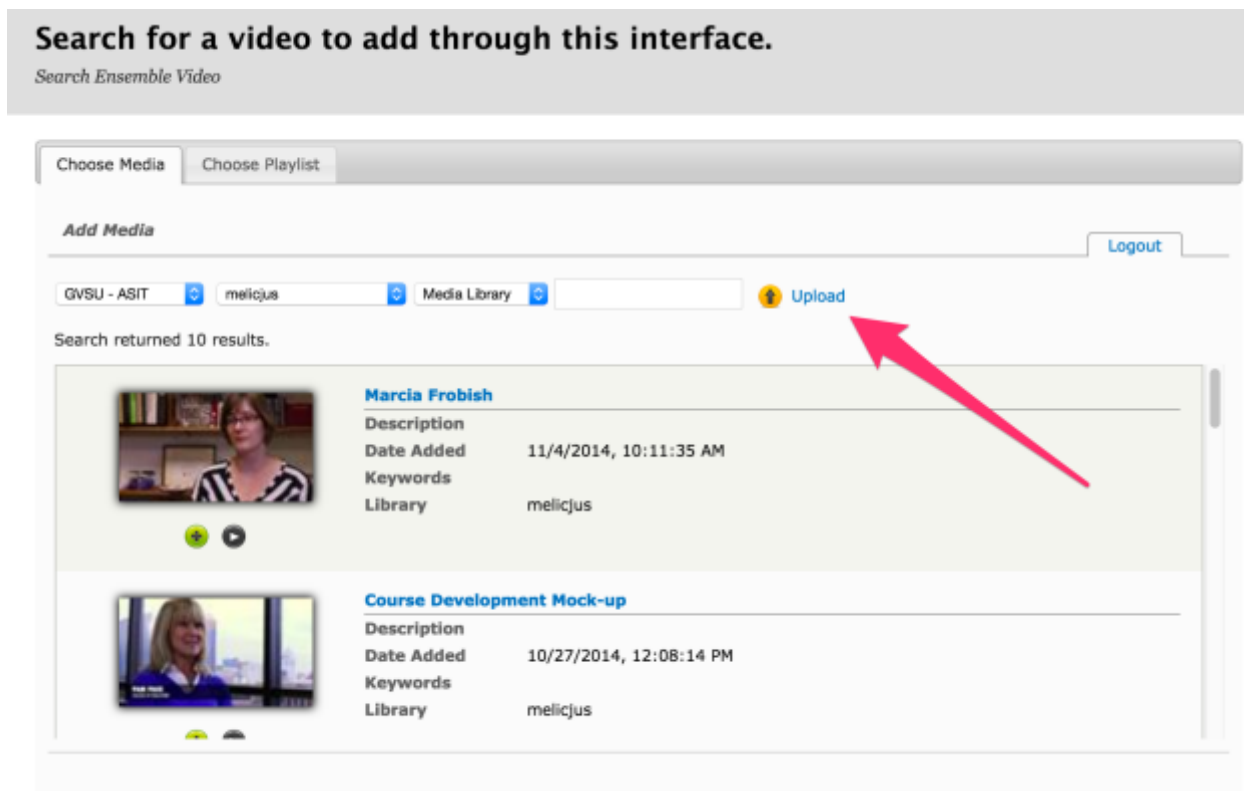 Search for a video to add through this interface.
Search Ensemble Video
Choose Media Choose Playlist
Add Media
Logout
GVSU - ASIT melicjus Media Library Upload
Search returned 10 results.
Marcia Frobish
Description
Date Added 11/4/2014, 10:11:35 AM
Keywords
Library melicjus
Course Development Mock-up
Description
Date Added 10/27/2014, 12:08:14 PM
Keywords
Library melicjus